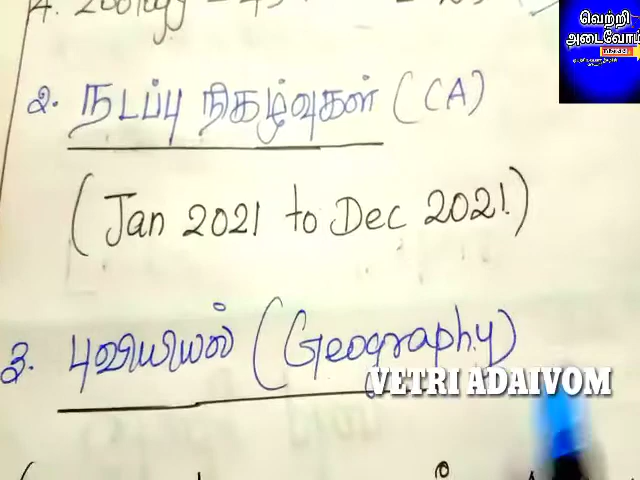 வெற்றி
அடைவோம்
2. நடப்பு நிகழ்வுகள் (CA)
(Jan 2021 to Dec 2021)
3. புவியியல் (Geography)
VETRI ADAIVOM